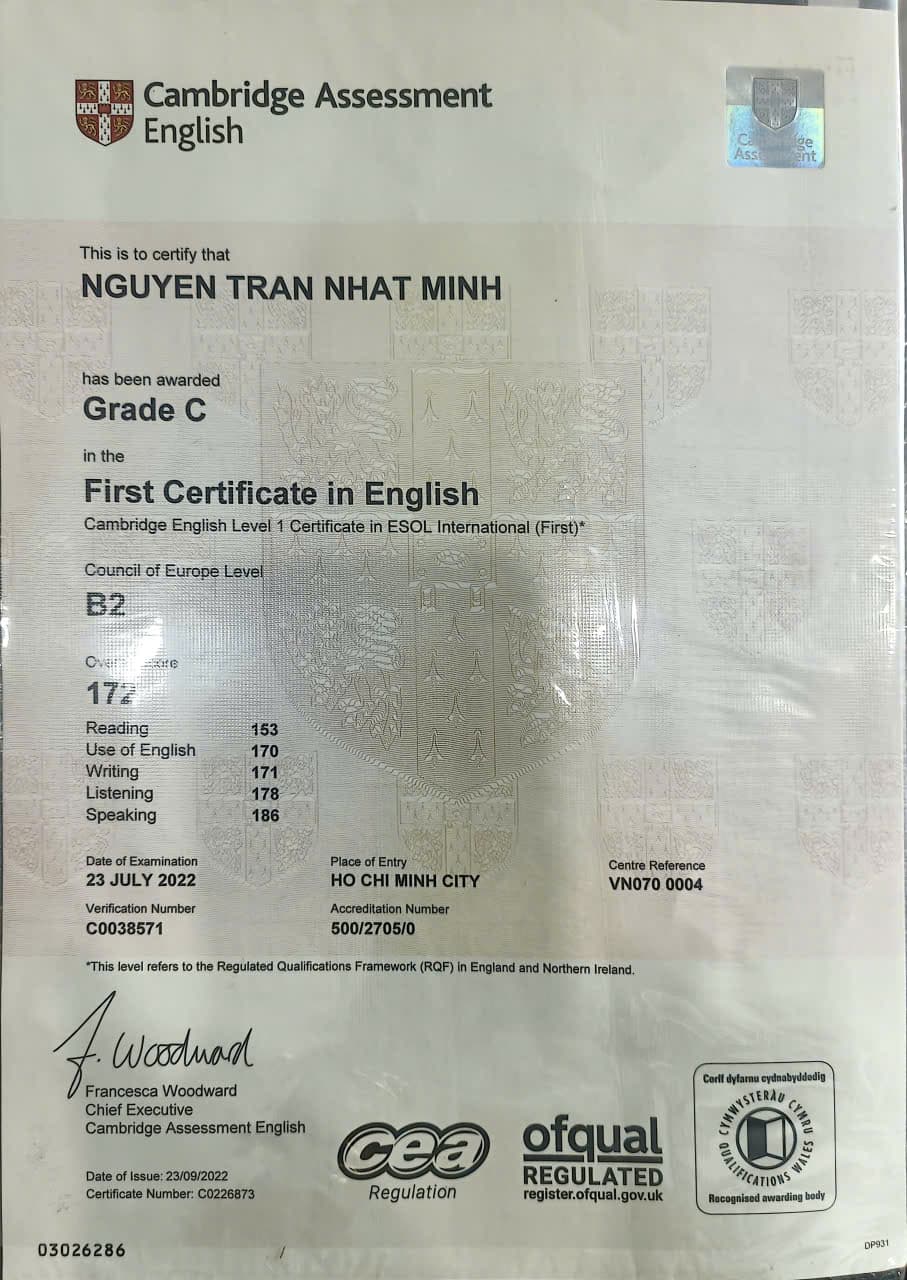 Cambridge Assessment
English
This is to certify that
NGUYEN TRAN NHAT MINH
has been awarded
Grade C
in the
First Certificate in English
Cambridge English Level 1 Certificate in ESOL International (First)*
Council of Europe Level
B2
172
Reading 153
Use of English 170
Writing 171
Listening 178
Speaking 186
Date of Examination Place of Entry Centre Reference
23 JULY 2022 HO CHI MINH CITY VN070 0004
Verification Number Accreditation Number
C0038571 500/2705/0
*This level refers to the Regulated Qualifications Framework (RQF) in England and Northern Ireland.
F. Woodward
Francesca Woodward
Chief Executive
Cambridge Assessment English
Date of Issue: 23/09/2022
Certificate Number: C0226873
cea
Regulation
ofqual
REGULATED
register.ofqual.gov.uk
Corff dyfarnu cydnabyddedig
CYMWYSTERAU CYMRU
QUALIFICATIONS WALES
Recognised awarding body
03026286
DP931